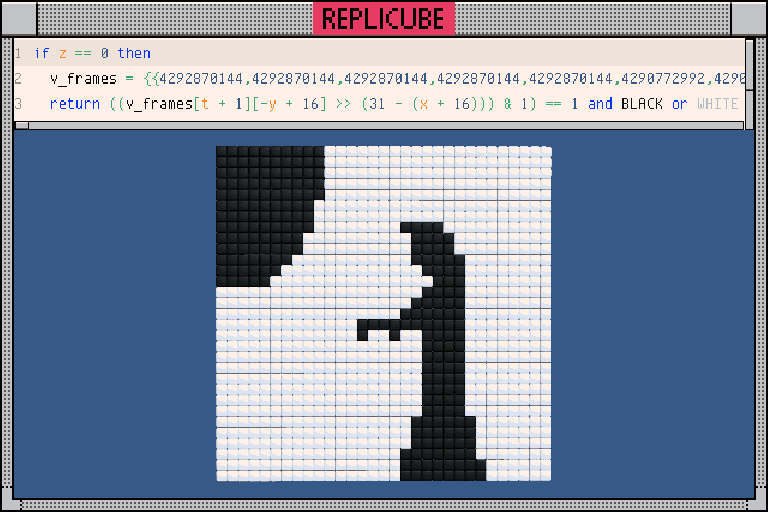 REPLICUBE
1 if z == 0 then
2 v_frames = {{4292870144,4292870144,4292870144,4292870144,4292870144,4290772992,4290
3 return ((v_frames[t + 1][-y + 16] >> (31 - (x + 16))) & 1) == 1 and BLACK or WHITE